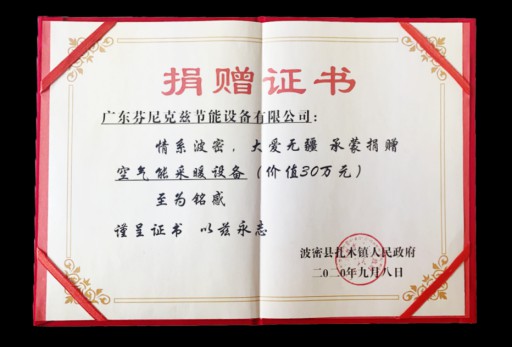 捐赠证书
广东芬尼克兹节能设备有限公司：
情系波密，大爱无疆 承蒙捐赠
空气能采暖设备（价值30万元）
至为铭感
谨呈证书 以兹永志
波密县扎木镇人民政府
二〇二〇年九月八日